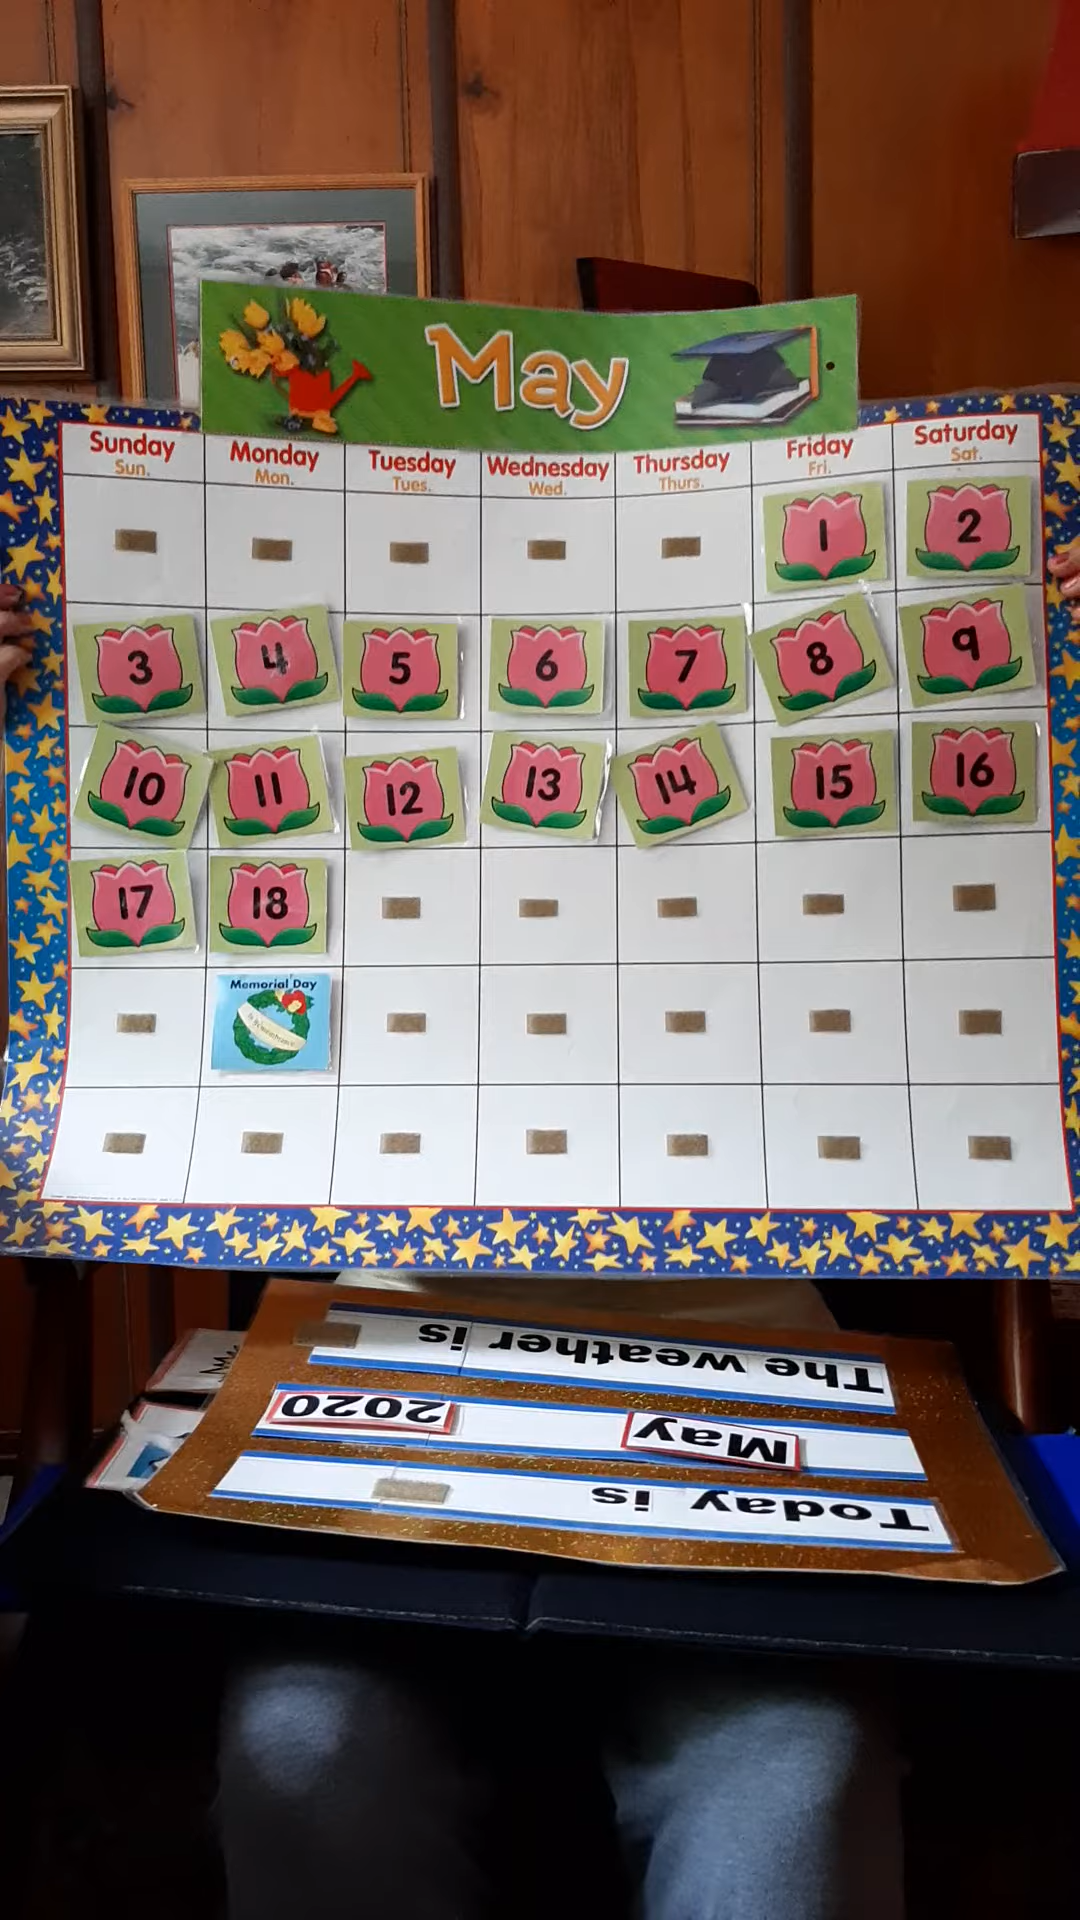 May
Sunday Monday Tuesday Wednesday Thursday Friday Saturday
Sun. Mon. Tues. Wed. Thurs. Fri. Sat.
1 2
3 4 5 6 7 8 9
10 11 12 13 14 15 16
17 18
Memorial Day
In Remembrance
The weather is
May 2020
Today is